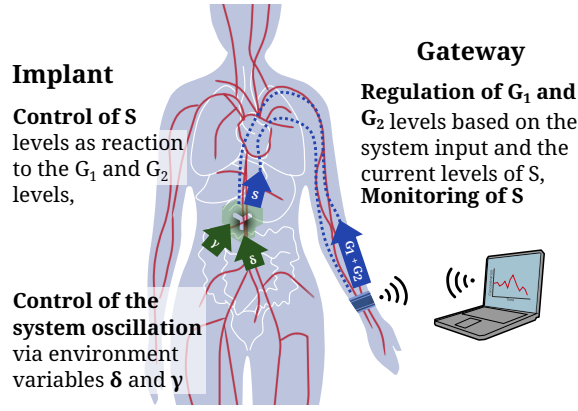 Implant
Control of S
levels as reaction
to the G₁ and G₂
levels,
Control of the
system oscillation
via environment
variables δ and γ
Gateway
Regulation of G₁ and
G₂ levels based on the
system input and the
current levels of S,
Monitoring of S
S
γ
δ
G1 + G2